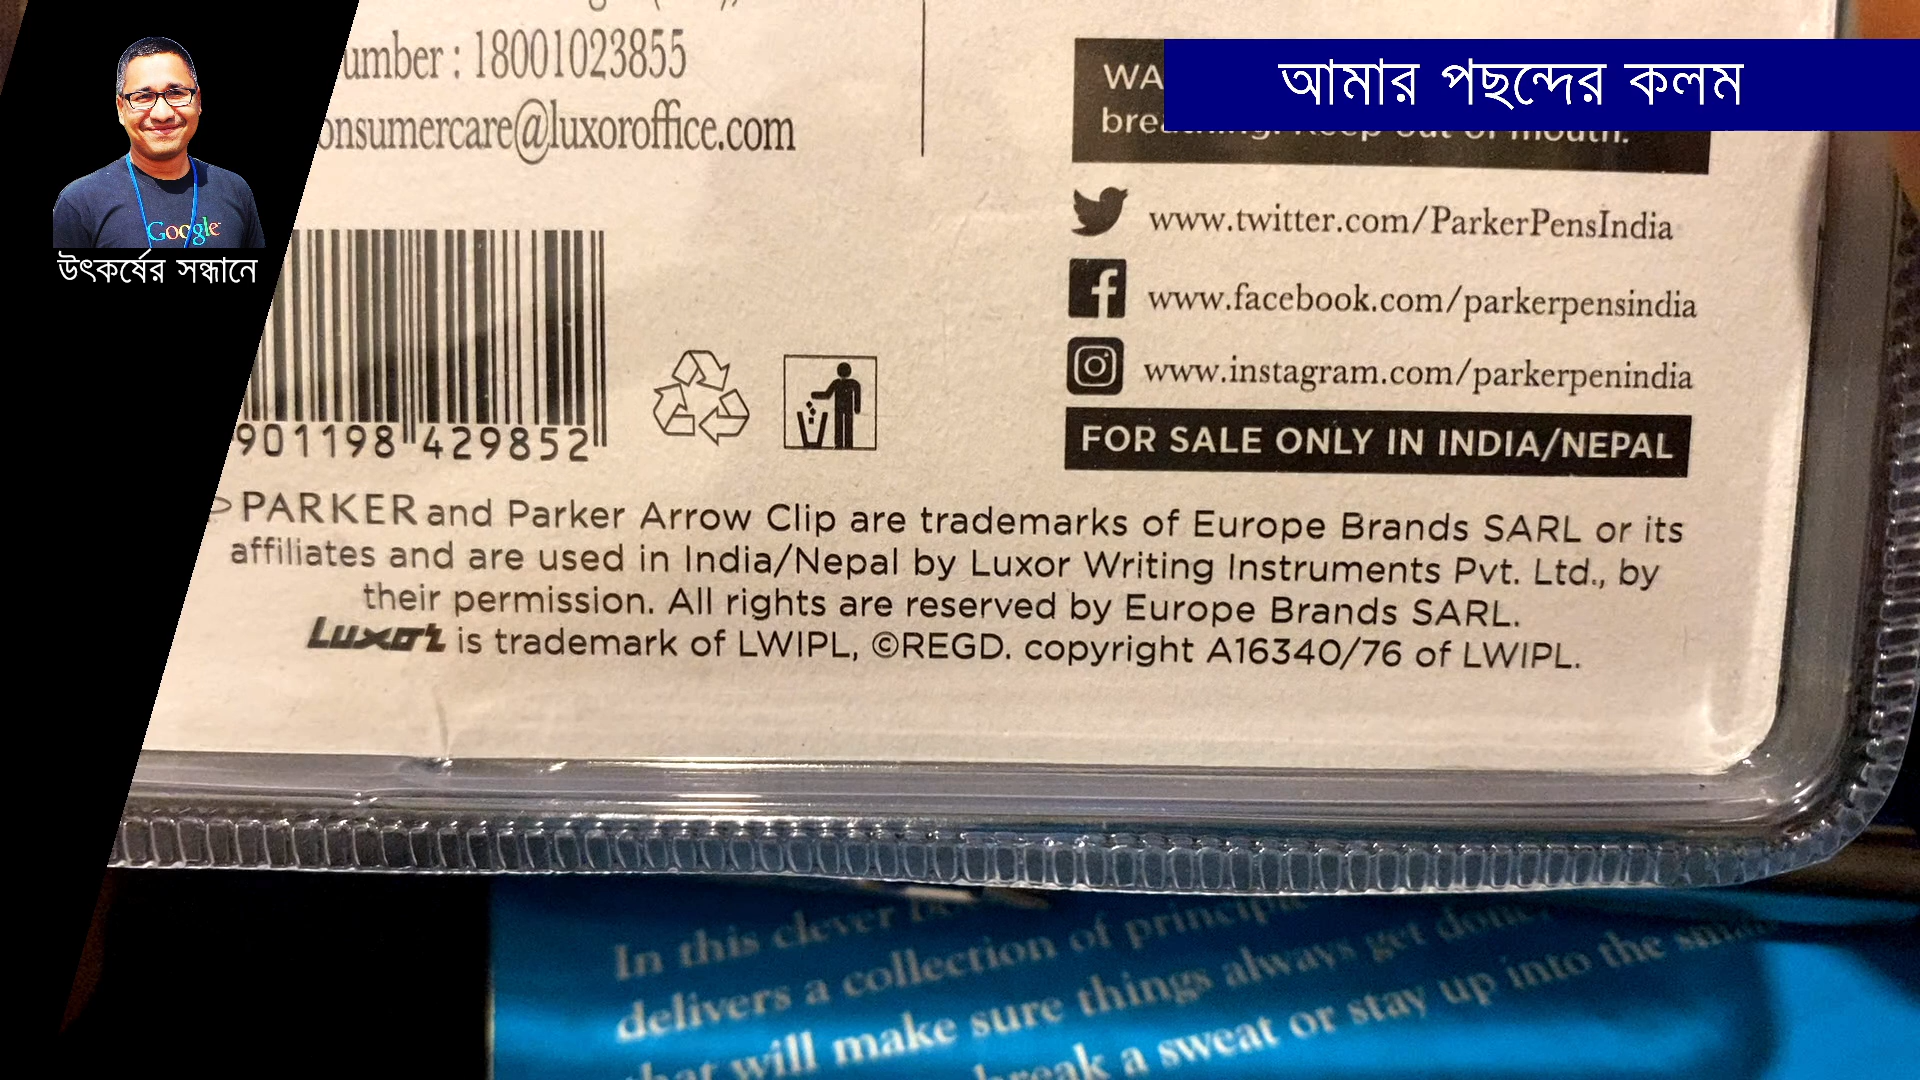 umber : 18001023855
onsumercare@luxoroffice.com
আমার পছন্দের কলম
WA
Keep out of mouth.
Google
উৎকর্ষের সন্ধানে
www.twitter.com/ParkerPensIndia
www.facebook.com/parkerpensindia
www.instagram.com/parkerpenindia
FOR SALE ONLY IN INDIA/NEPAL
901198 429852
PARKER and Parker Arrow Clip are trademarks of Europe Brands SARL or its
affiliates and are used in India/Nepal by Luxor Writing Instruments Pvt. Ltd., by
their permission. All rights are reserved by Europe Brands SARL.
Luxor is trademark of LWIPL, ©REGD. copyright A16340/76 of LWIPL.
In this clever
delivers a collection of
that will make sure things always get done,
break a sweat or stay up into the